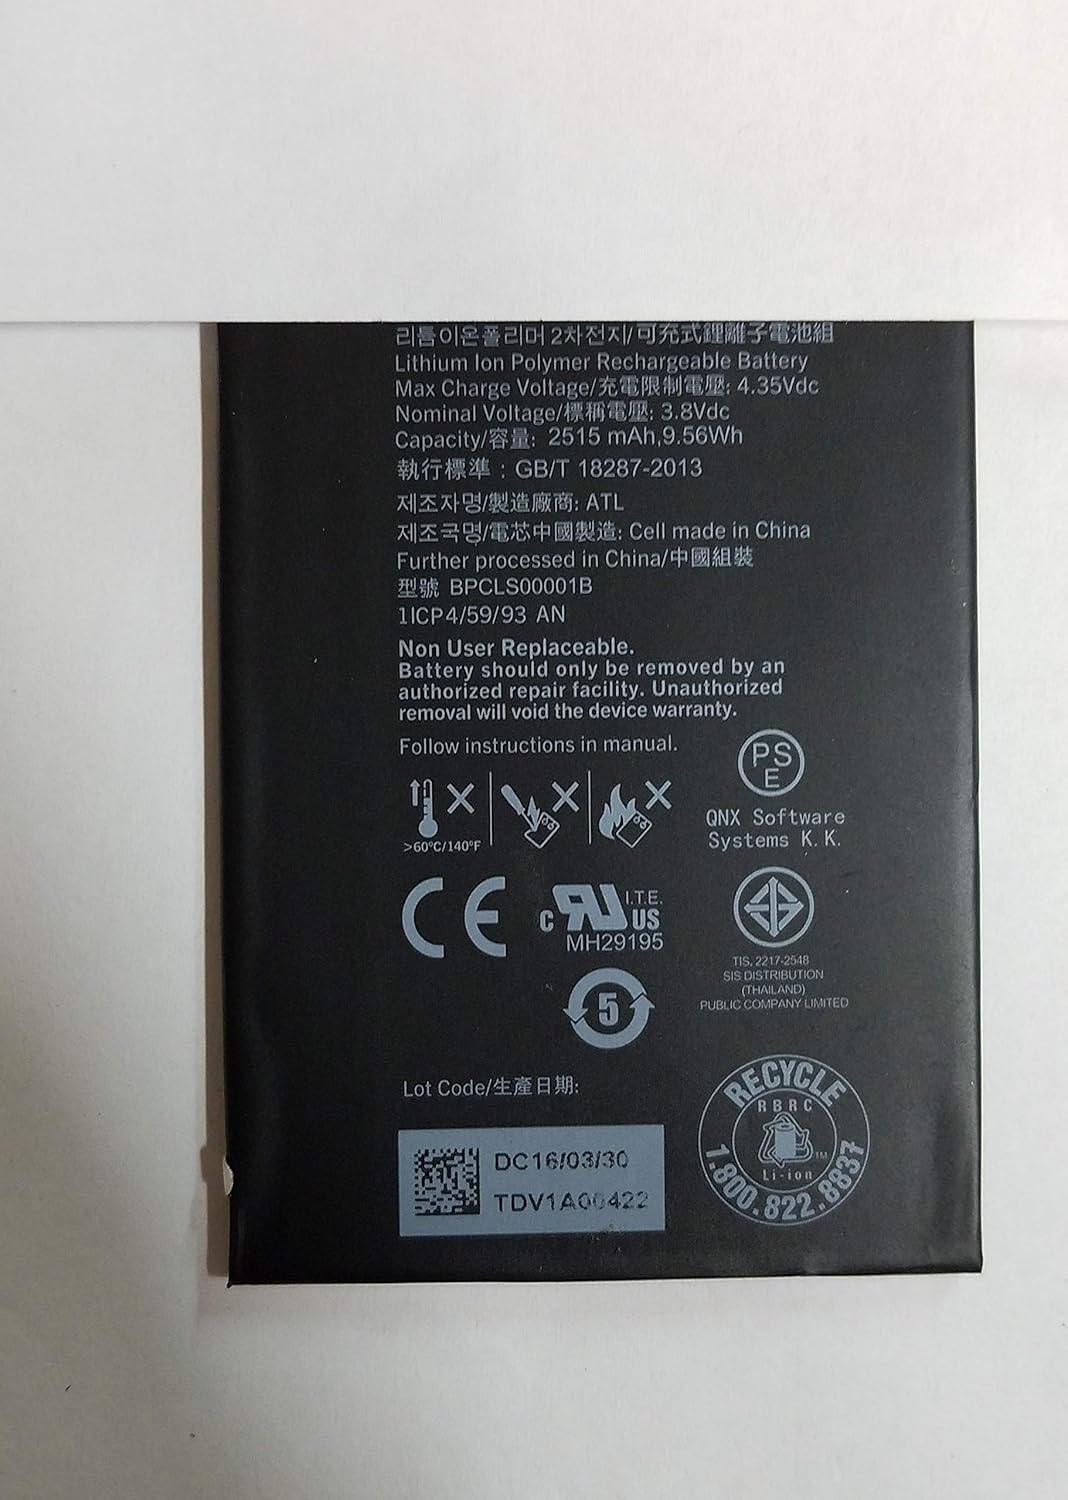 리튬이온폴리머 2차전지/可充式鋰離子電池組
Lithium Ion Polymer Rechargeable Battery
Max Charge Voltage/充電限制電壓: 4.35Vdc
Nominal Voltage/標稱電壓: 3.8Vdc
Capacity/容量: 2515 mAh,9.56Wh
執行標準：GB/T 18287-2013
제조자명/製造廠商: ATL
제조국명/電芯中國製造: Cell made in China
Further processed in China/中國組裝
型號 BPCLS00001B
1ICP4/59/93 AN
Non User Replaceable.
Battery should only be removed by an
authorized repair facility. Unauthorized
removal will void the device warranty.
Follow instructions in manual.
PS
E
QNX Software
Systems K.K.
>60°C/140°F
CE
c RU US
I.T.E.
MH29195
TIS. 2217-2548
SIS DISTRIBUTION
(THAILAND)
PUBLIC COMPANY LIMITED
5
Lot Code/生產日期:
DC16/03/30
TDV1A00422
RECYCLE
RBRC
TM
Li-ion
1.800.822.8837